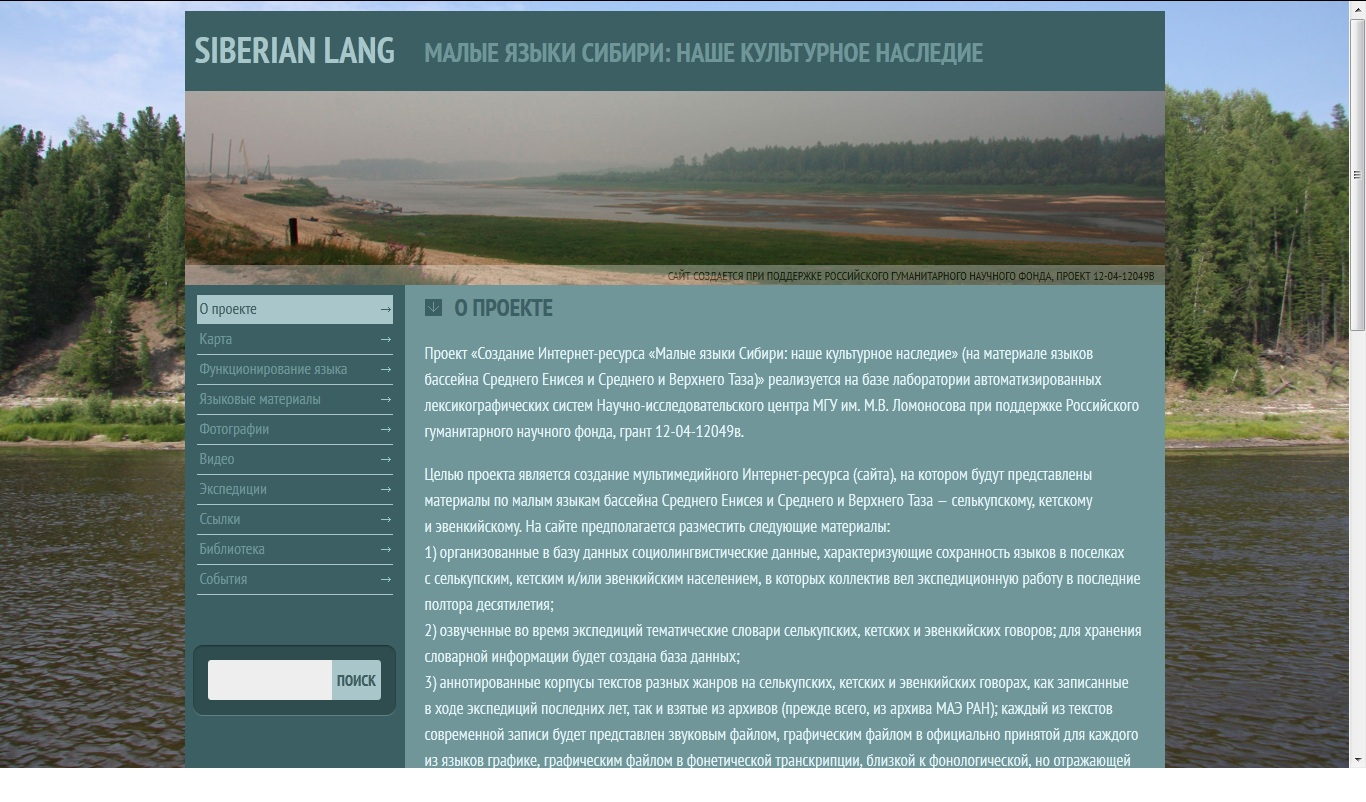 SIBERIAN LANG
МАЛЫЕ ЯЗЫКИ СИБИРИ: НАШЕ КУЛЬТУРНОЕ НАСЛЕДИЕ
САЙТ СОЗДАЕТСЯ ПРИ ПОДДЕРЖКЕ РОССИЙСКОГО ГУМАНИТАРНОГО НАУЧНОГО ФОНДА, ПРОЕКТ 12-04-12049В
О проекте →
Карта →
Функционирование языка →
Языковые материалы →
Фотографии →
Видео →
Экспедиции →
Ссылки →
Библиотека →
События →
ПОИСК
О ПРОЕКТЕ
Проект «Создание Интернет-ресурса «Малые языки Сибири: наше культурное наследие» (на материале языков
бассейна Среднего Енисея и Среднего и Верхнего Таза)» реализуется на базе лаборатории автоматизированных
лексикографических систем Научно-исследовательского центра МГУ им. М.В. Ломоносова при поддержке Российского
гуманитарного научного фонда, грант 12-04-12049в.
Целью проекта является создание мультимедийного Интернет-ресурса (сайта), на котором будут представлены
материалы по малым языкам бассейна Среднего Енисея и Среднего и Верхнего Таза — селькупскому, кетскому
и эвенкийскому. На сайте предполагается разместить следующие материалы:
1) организованные в базу данных социолингвистические данные, характеризующие сохранность языков в поселках
с селькупским, кетским и/или эвенкийским населением, в которых коллектив вел экспедиционную работу в последние
полтора десятилетия;
2) озвученные во время экспедиций тематические словари селькупских, кетских и эвенкийских говоров; для хранения
словарной информации будет создана база данных;
3) аннотированные корпусы текстов разных жанров на селькупских, кетских и эвенкийских говорах, как записанные
в ходе экспедиций последних лет, так и взятые из архивов (прежде всего, из архива МАЭ РАН); каждый из текстов
современной записи будет представлен звуковым файлом, графическим файлом в официально принятой для каждого
из языков графике, графическим файлом в фонетической транскрипции, близкой к фонологической, но отражающей